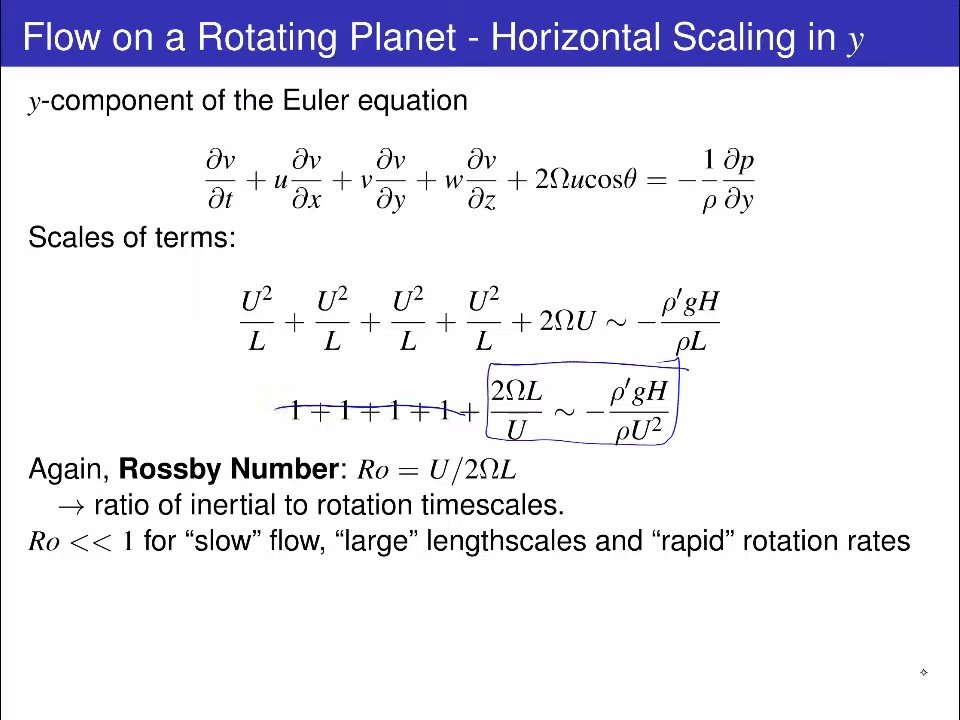 Flow on a Rotating Planet - Horizontal Scaling in y
y-component of the Euler equation
∂v/∂t + u ∂v/∂x + v ∂v/∂y + w ∂v/∂z + 2Ωucosθ = − 1/ρ ∂p/∂y
Scales of terms:
U²/L + U²/L + U²/L + U²/L + 2ΩU ∼ − ρ′gH/ρL
1 + 1 + 1 + 1 + 2ΩL/U ∼ − ρ′gH/ρU²
Again, Rossby Number: Ro = U/2ΩL
→ ratio of inertial to rotation timescales.
Ro << 1 for “slow” flow, “large” lengthscales and “rapid” rotation rates